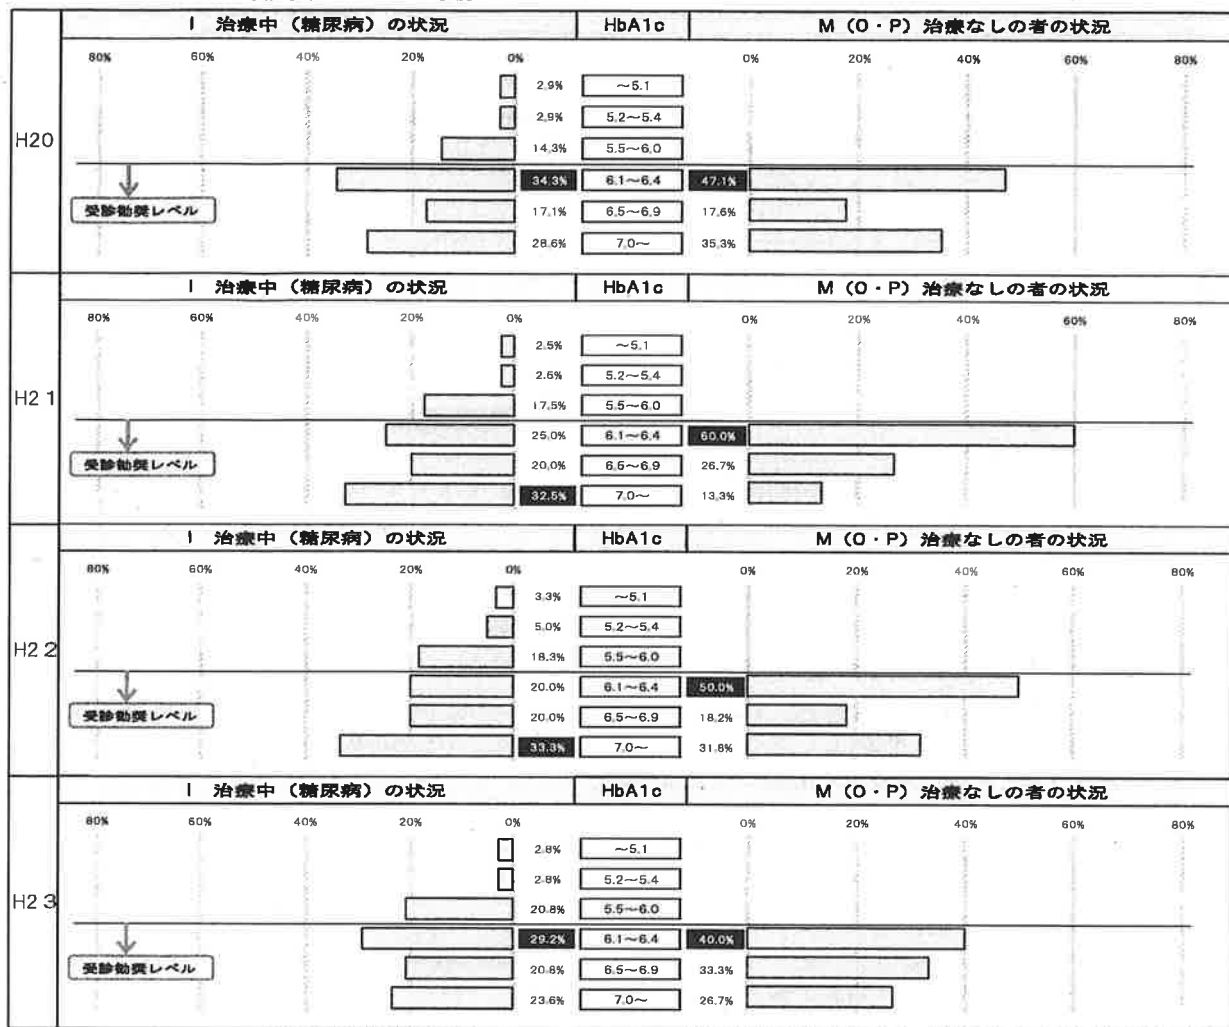 I 治療中（糖尿病）の状況 HbA1c M（O・P）治療なしの者の状況
80% 60% 40% 20% 0% 0% 20% 40% 60% 80%
2.9% ～5.1
2.9% 5.2～5.4
H20
14.3% 5.5～6.0
34.3% 6.1～6.4 47.1%
受診勧奨レベル 17.1% 6.5～6.9 17.6%
28.6% 7.0～ 35.3%
I 治療中（糖尿病）の状況 HbA1c M（O・P）治療なしの者の状況
80% 60% 40% 20% 0% 0% 20% 40% 60% 80%
2.5% ～5.1
2.5% 5.2～5.4
H21
17.5% 5.5～6.0
25.0% 6.1～6.4 60.0%
受診勧奨レベル 20.0% 6.5～6.9 26.7%
32.5% 7.0～ 13.3%
I 治療中（糖尿病）の状況 HbA1c M（O・P）治療なしの者の状況
80% 60% 40% 20% 0% 0% 20% 40% 60% 80%
3.3% ～5.1
5.0% 5.2～5.4
H22
18.3% 5.5～6.0
20.0% 6.1～6.4 50.0%
受診勧奨レベル 20.0% 6.5～6.9 18.2%
33.3% 7.0～ 31.8%
I 治療中（糖尿病）の状況 HbA1c M（O・P）治療なしの者の状況
80% 60% 40% 20% 0% 0% 20% 40% 60% 80%
2.8% ～5.1
2.8% 5.2～5.4
H23
20.8% 5.5～6.0
29.2% 6.1～6.4 40.0%
受診勧奨レベル 20.8% 6.5～6.9 33.3%
23.6% 7.0～ 26.7%